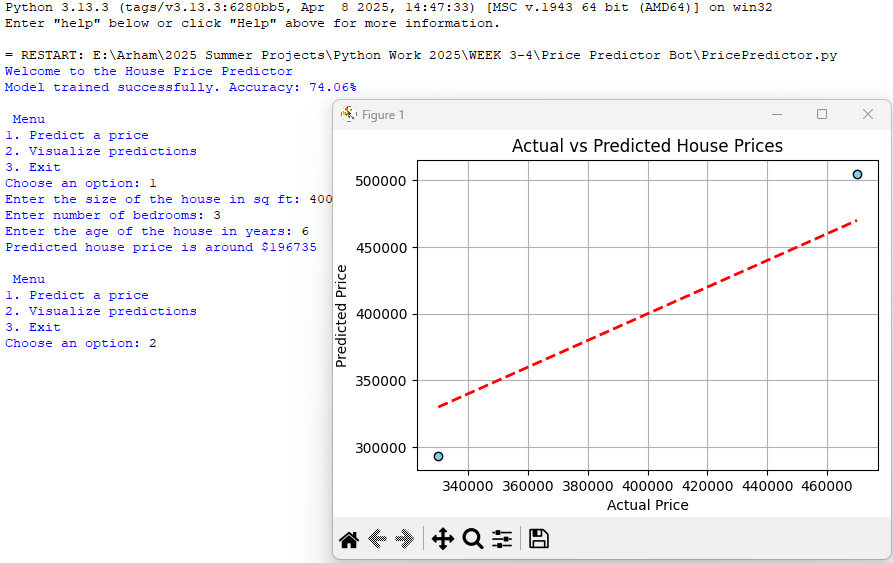 Python 3.13.3 (tags/v3.13.3:6280bb5, Apr  8 2025, 14:47:33) [MSC v.1943 64 bit (AMD64)] on win32
Enter "help" below or click "Help" above for more information.
= RESTART: E:\Arham\2025 Summer Projects\Python Work 2025\WEEK 3-4\Price Predictor Bot\PricePredictor.py
Welcome to the House Price Predictor
Model trained successfully. Accuracy: 74.06%
Menu
1. Predict a price
2. Visualize predictions
3. Exit
Choose an option: 1
Enter the size of the house in sq ft: 400
Enter number of bedrooms: 3
Enter the age of the house in years: 6
Predicted house price is around $196735
Menu
1. Predict a price
2. Visualize predictions
3. Exit
Choose an option: 2
Figure 1
Actual vs Predicted House Prices
Predicted Price
500000
450000
400000
350000
300000
340000 360000 380000 400000 420000 440000 460000
Actual Price